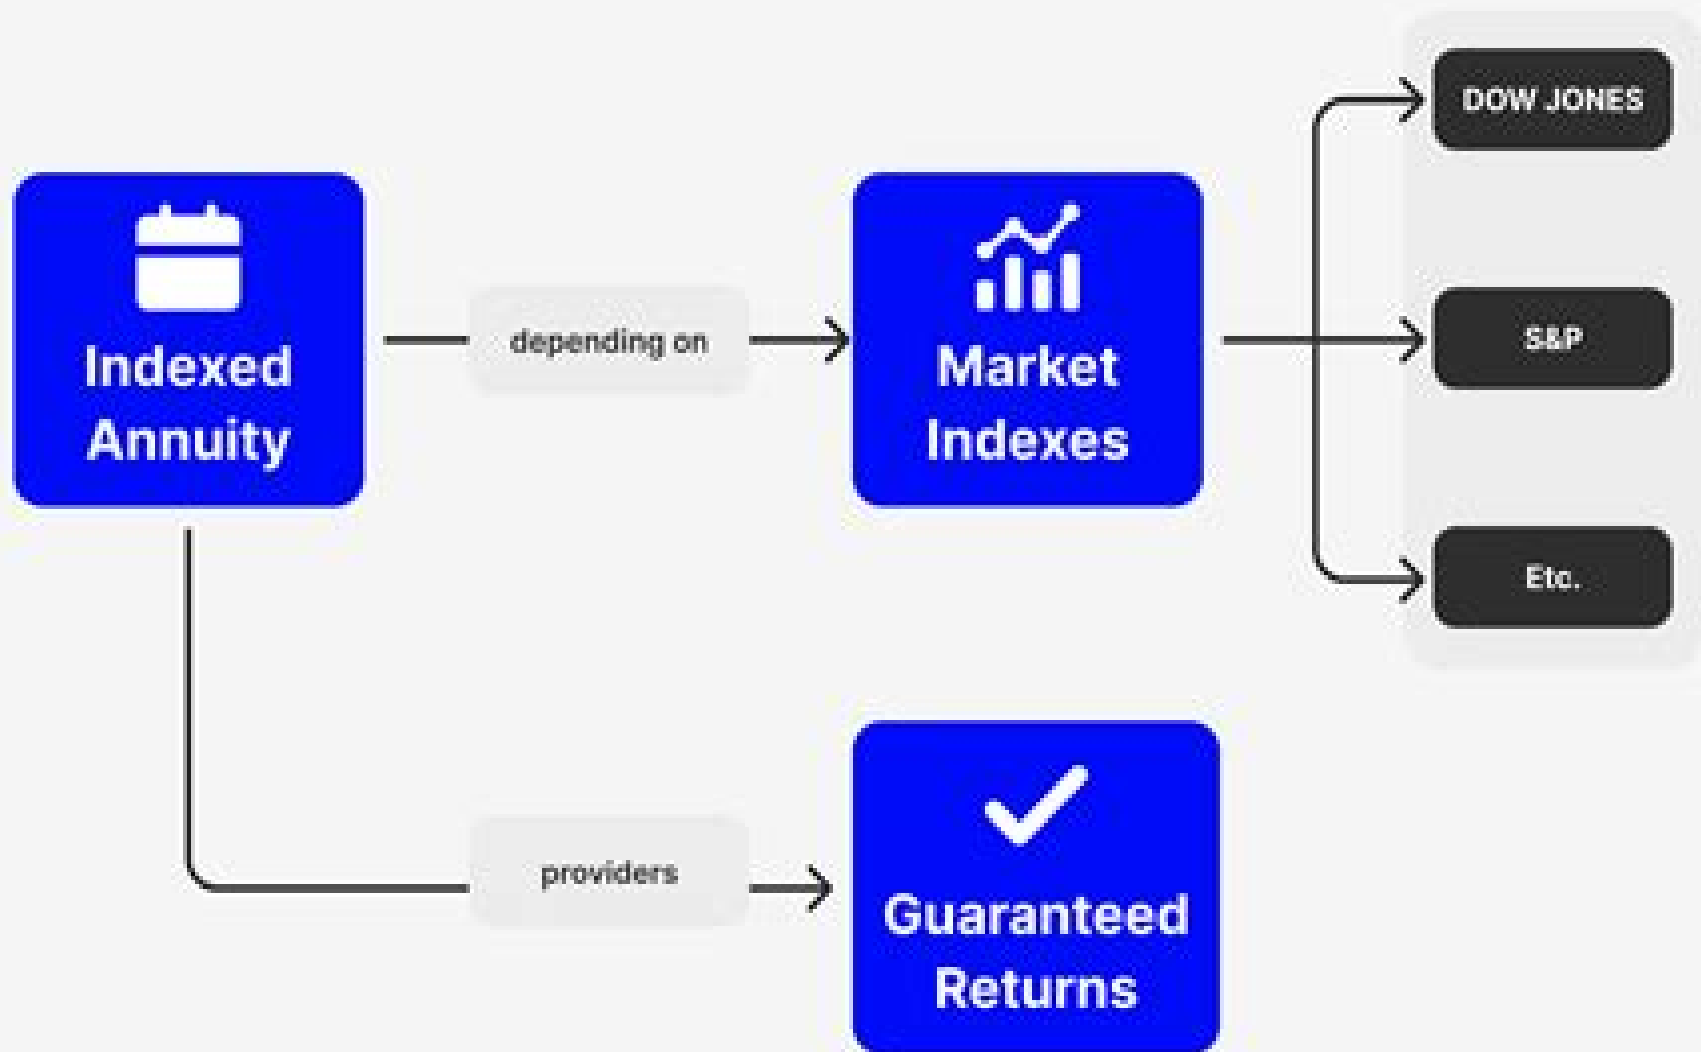 DOW JONES
Indexed
Annuity
depending on
Market
Indexes
S&P
Etc.
providers
Guaranteed
Returns